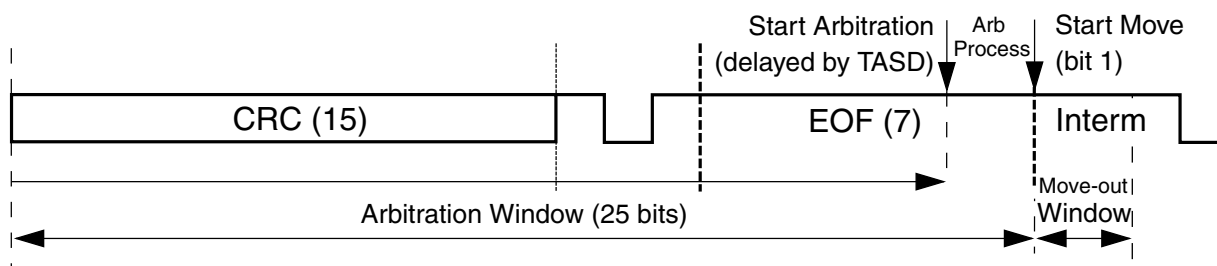 Start Arbitration
(delayed by TASD)
Arb
Process
Start Move
(bit 1)
CRC (15)
EOF (7)
Interm
Arbitration Window (25 bits)
Move-out
Window